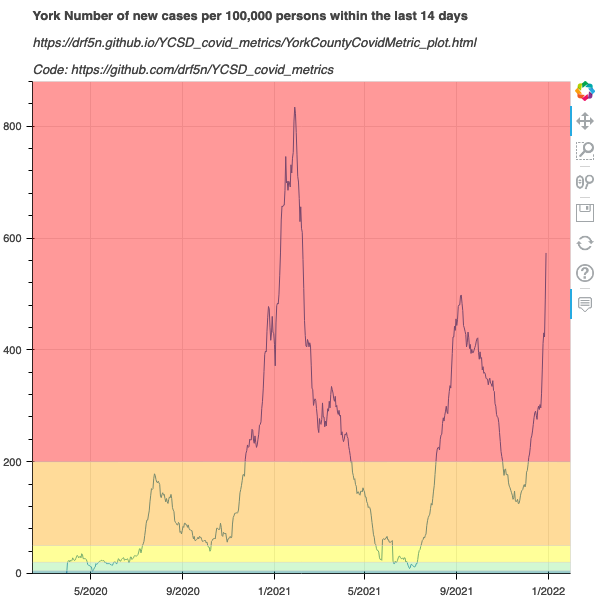 York Number of new cases per 100,000 persons within the last 14 days
https://drf5n.github.io/YCSD_covid_metrics/YorkCountyCovidMetric_plot.html
Code: https://github.com/drf5n/YCSD_covid_metrics
800
600
400
200
0
5/2020 9/2020 1/2021 5/2021 9/2021 1/2022